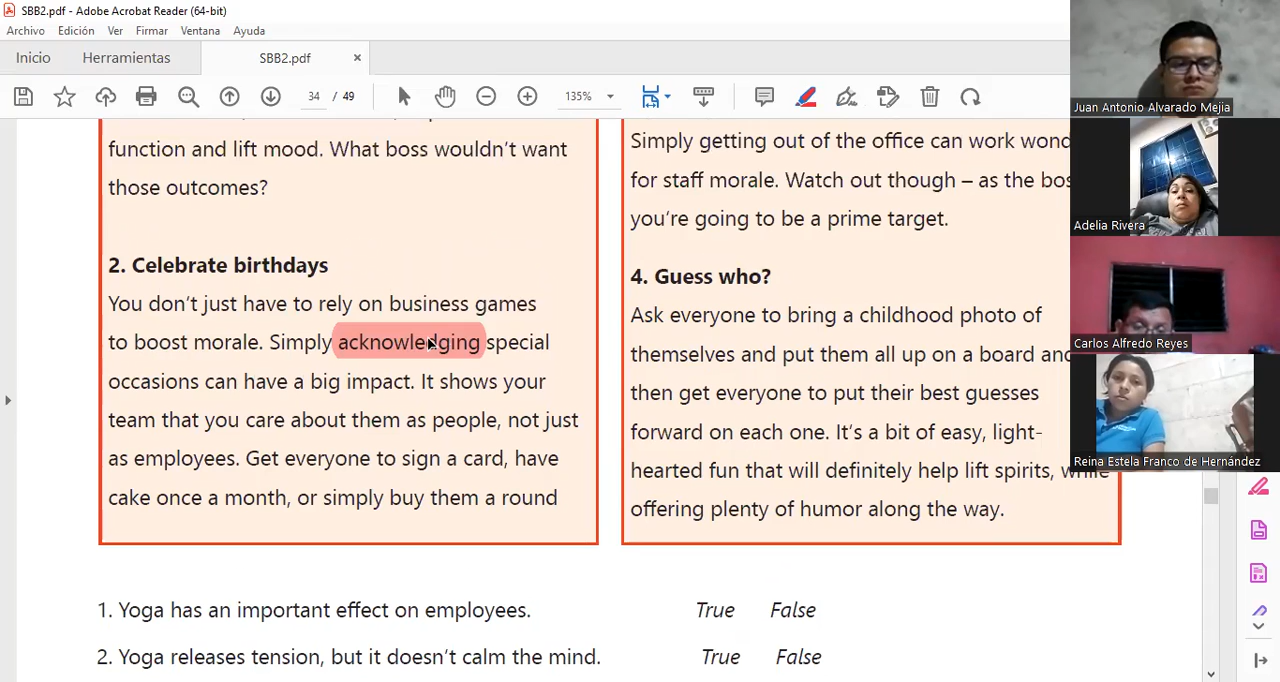 SBB2.pdf - Adobe Acrobat Reader (64-bit)
Archivo Edición Ver Firmar Ventana Ayuda
Inicio Herramientas SBB2.pdf ×
34 / 49 135%
function and lift mood. What boss wouldn't want
those outcomes?
2. Celebrate birthdays
You don't just have to rely on business games
to boost morale. Simply acknowledging special
occasions can have a big impact. It shows your
team that you care about them as people, not just
as employees. Get everyone to sign a card, have
cake once a month, or simply buy them a round
Simply getting out of the office can work wond
for staff morale. Watch out though – as the bos
you're going to be a prime target.
4. Guess who?
Ask everyone to bring a childhood photo of
themselves and put them all up on a board and
then get everyone to put their best guesses
forward on each one. It's a bit of easy, light-
hearted fun that will definitely help lift spirits, while
offering plenty of humor along the way.
1. Yoga has an important effect on employees. True False
2. Yoga releases tension, but it doesn't calm the mind. True False
Juan Antonio Alvarado Mejia
Adelia Rivera
Carlos Alfredo Reyes
Reina Estela Franco de Hernández